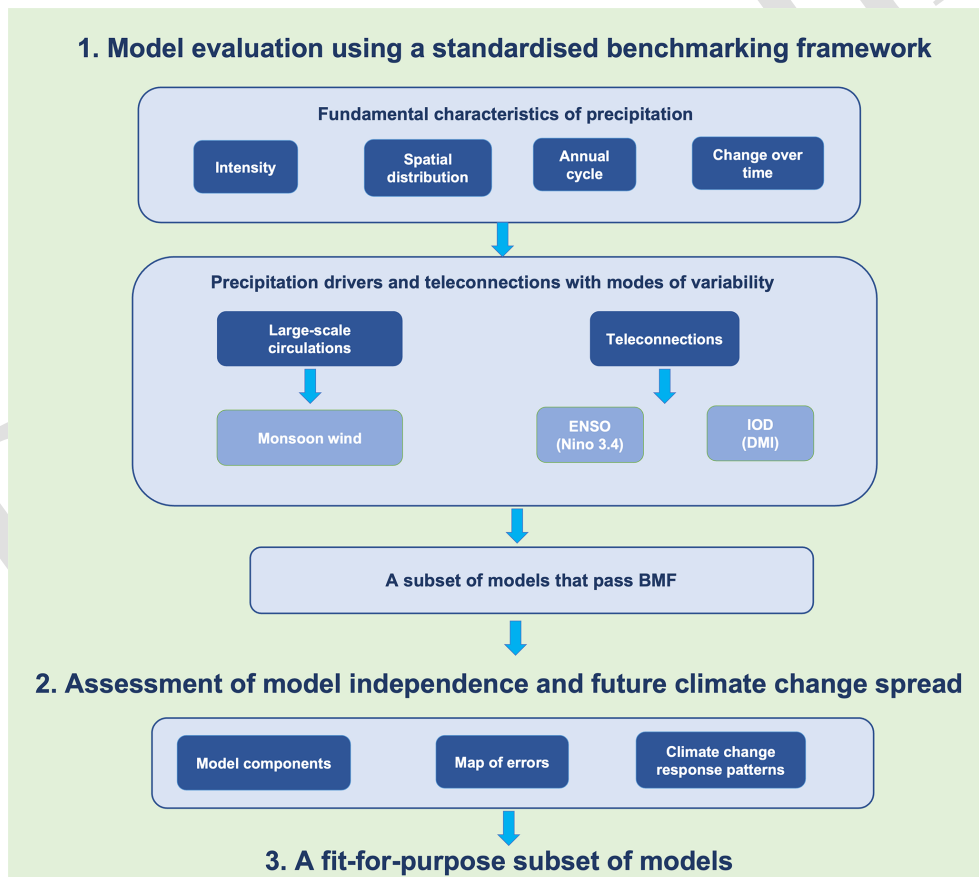 1. Model evaluation using a standardised benchmarking framework
Fundamental characteristics of precipitation
Intensity
Spatial
distribution
Annual
cycle
Change over
time
Precipitation drivers and teleconnections with modes of variability
Large-scale
circulations
Teleconnections
Monsoon wind
ENSO
(Nino 3.4)
IOD
(DMI)
A subset of models that pass BMF
2. Assessment of model independence and future climate change spread
Model components
Map of errors
Climate change
response patterns
3. A fit-for-purpose subset of models